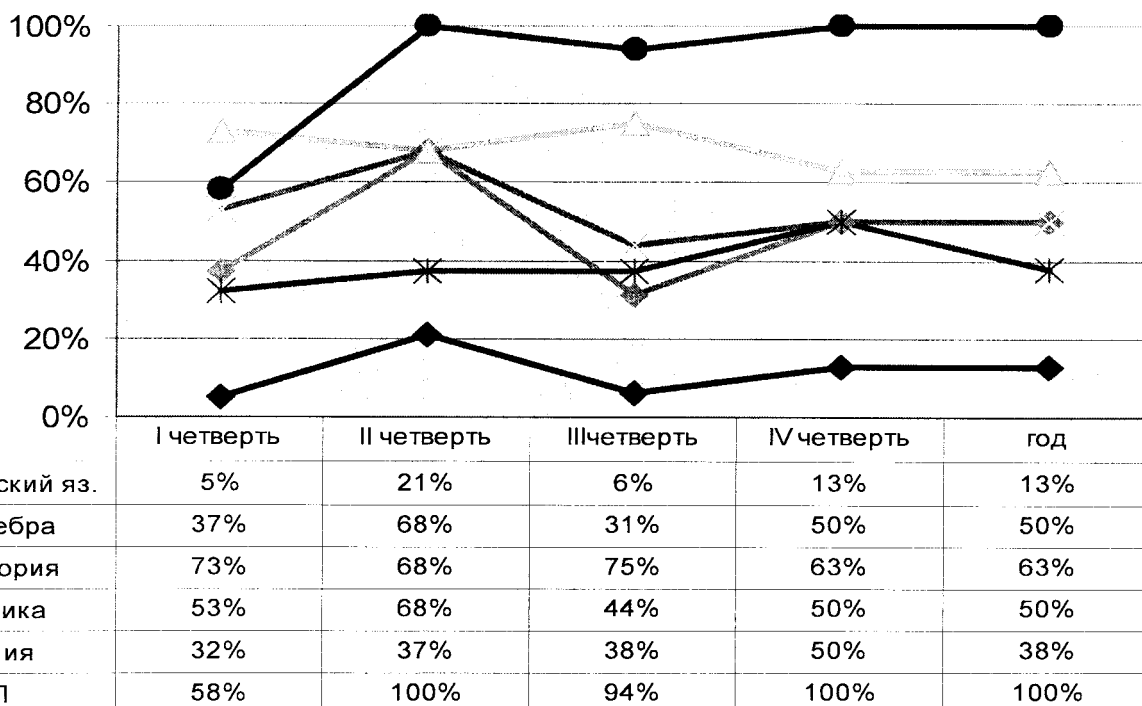 100%
80%
60%
40%
20%
0%
I четверть II четверть IIIчетверть IV четверть год
ский яз. 5% 21% 6% 13% 13%
ебра 37% 68% 31% 50% 50%
ория 73% 68% 75% 63% 63%
ика 53% 68% 44% 50% 50%
ия 32% 37% 38% 50% 38%
58% 100% 94% 100% 100%